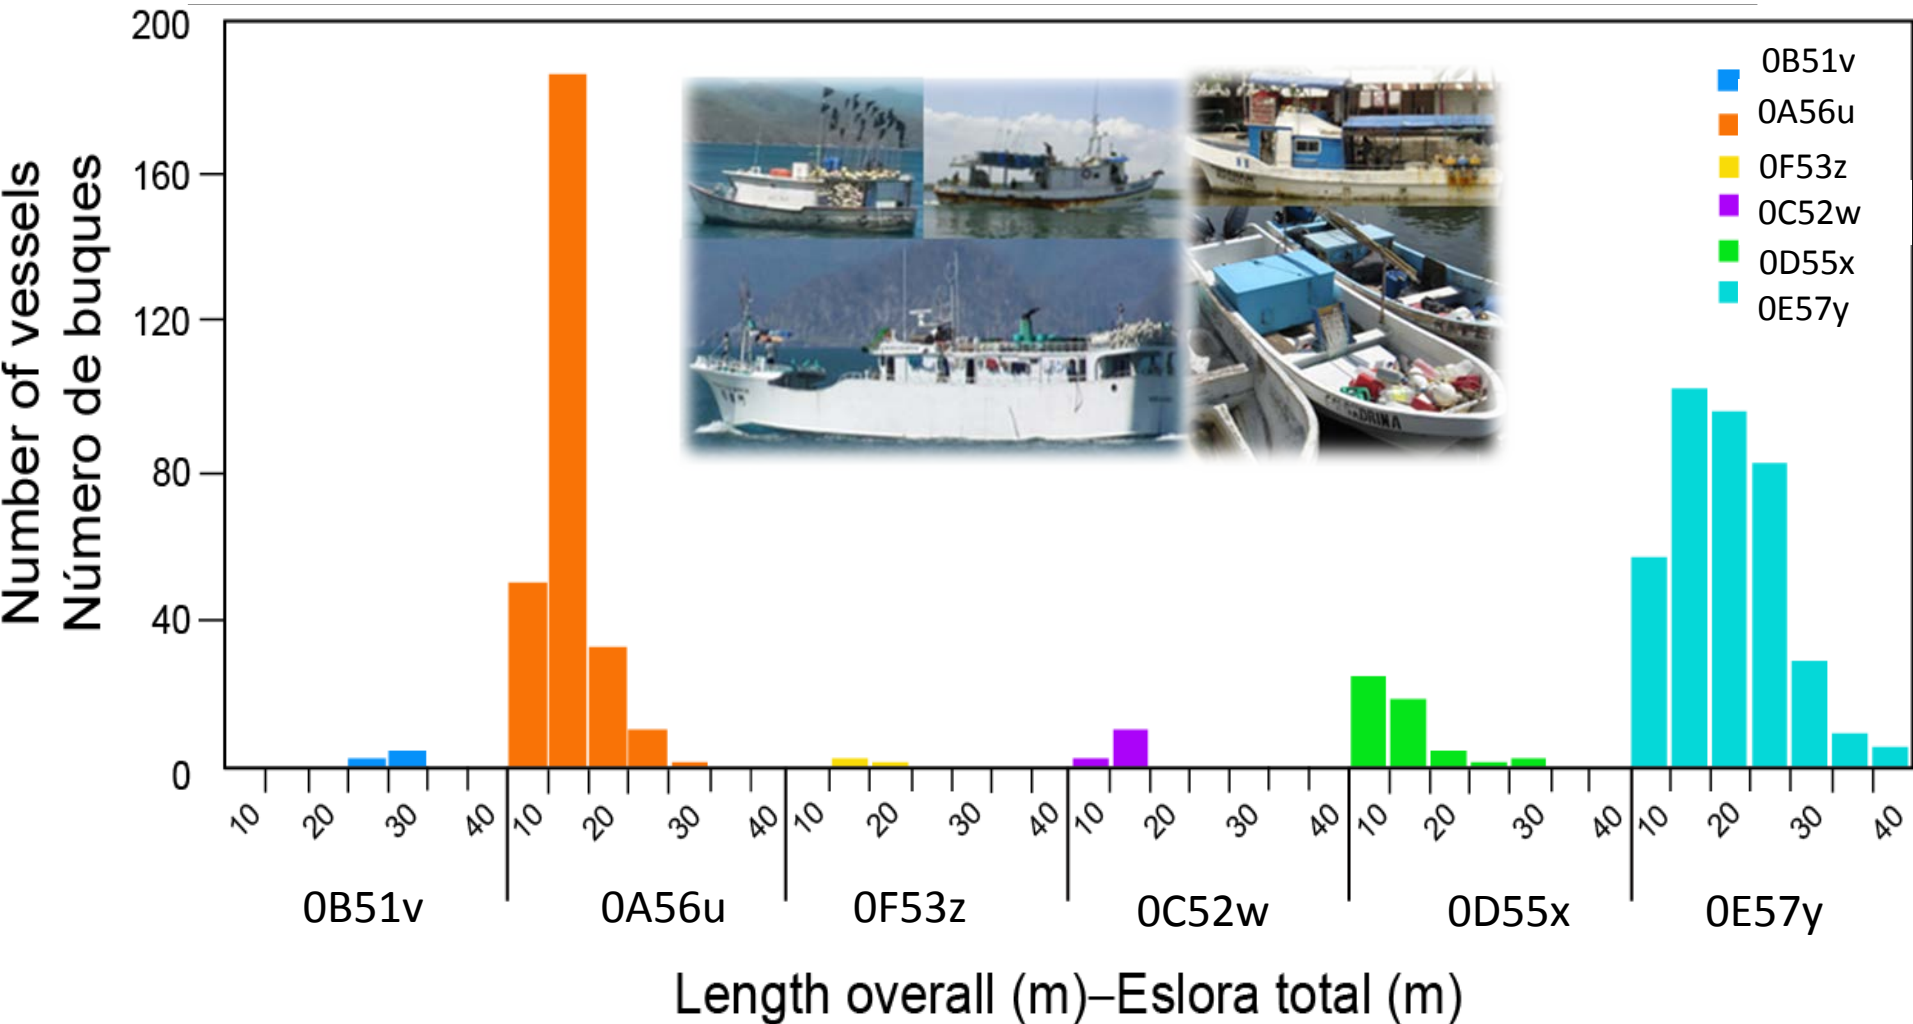 200
160
120
80
40
0
Number of vessels
Número de buques
0B51v
0A56u
0F53z
0C52w
0D55x
0E57y
COLADRINA
10 20 30 40 10 20 30 40 10 20 30 40 10 20 30 40 10 20 30 40 10 20 30 40
0B51v 0A56u 0F53z 0C52w 0D55x 0E57y
Length overall (m)–Eslora total (m)